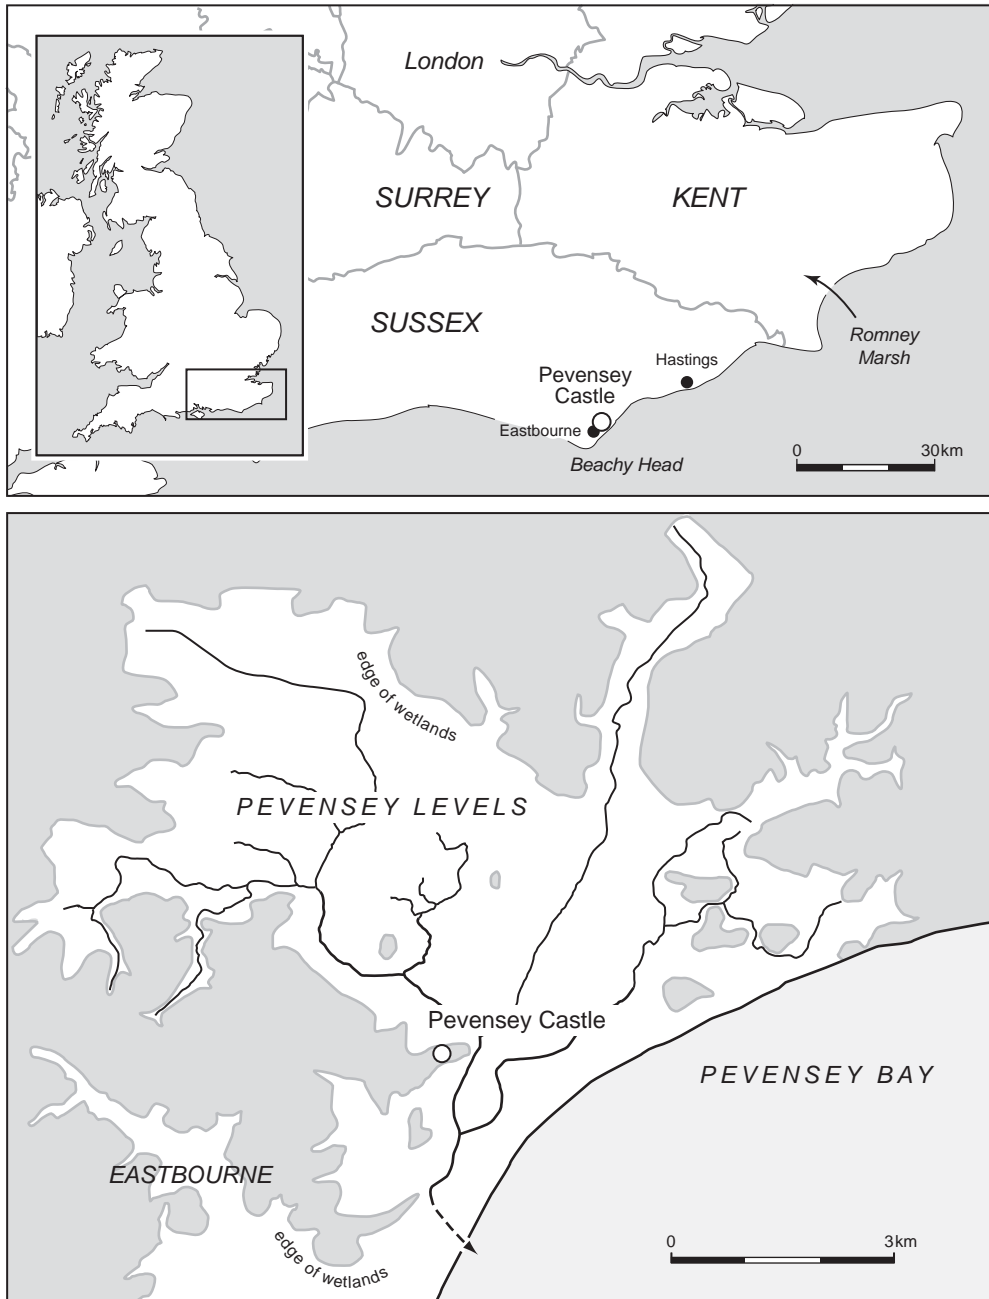 London
SURREY
KENT
SUSSEX
Romney
Marsh
Hastings
Pevensey
Castle
Eastbourne
Beachy Head
0 30km
edge of wetlands
PEVENSEY LEVELS
Pevensey Castle
PEVENSEY BAY
EASTBOURNE
edge of wetlands
0 3km